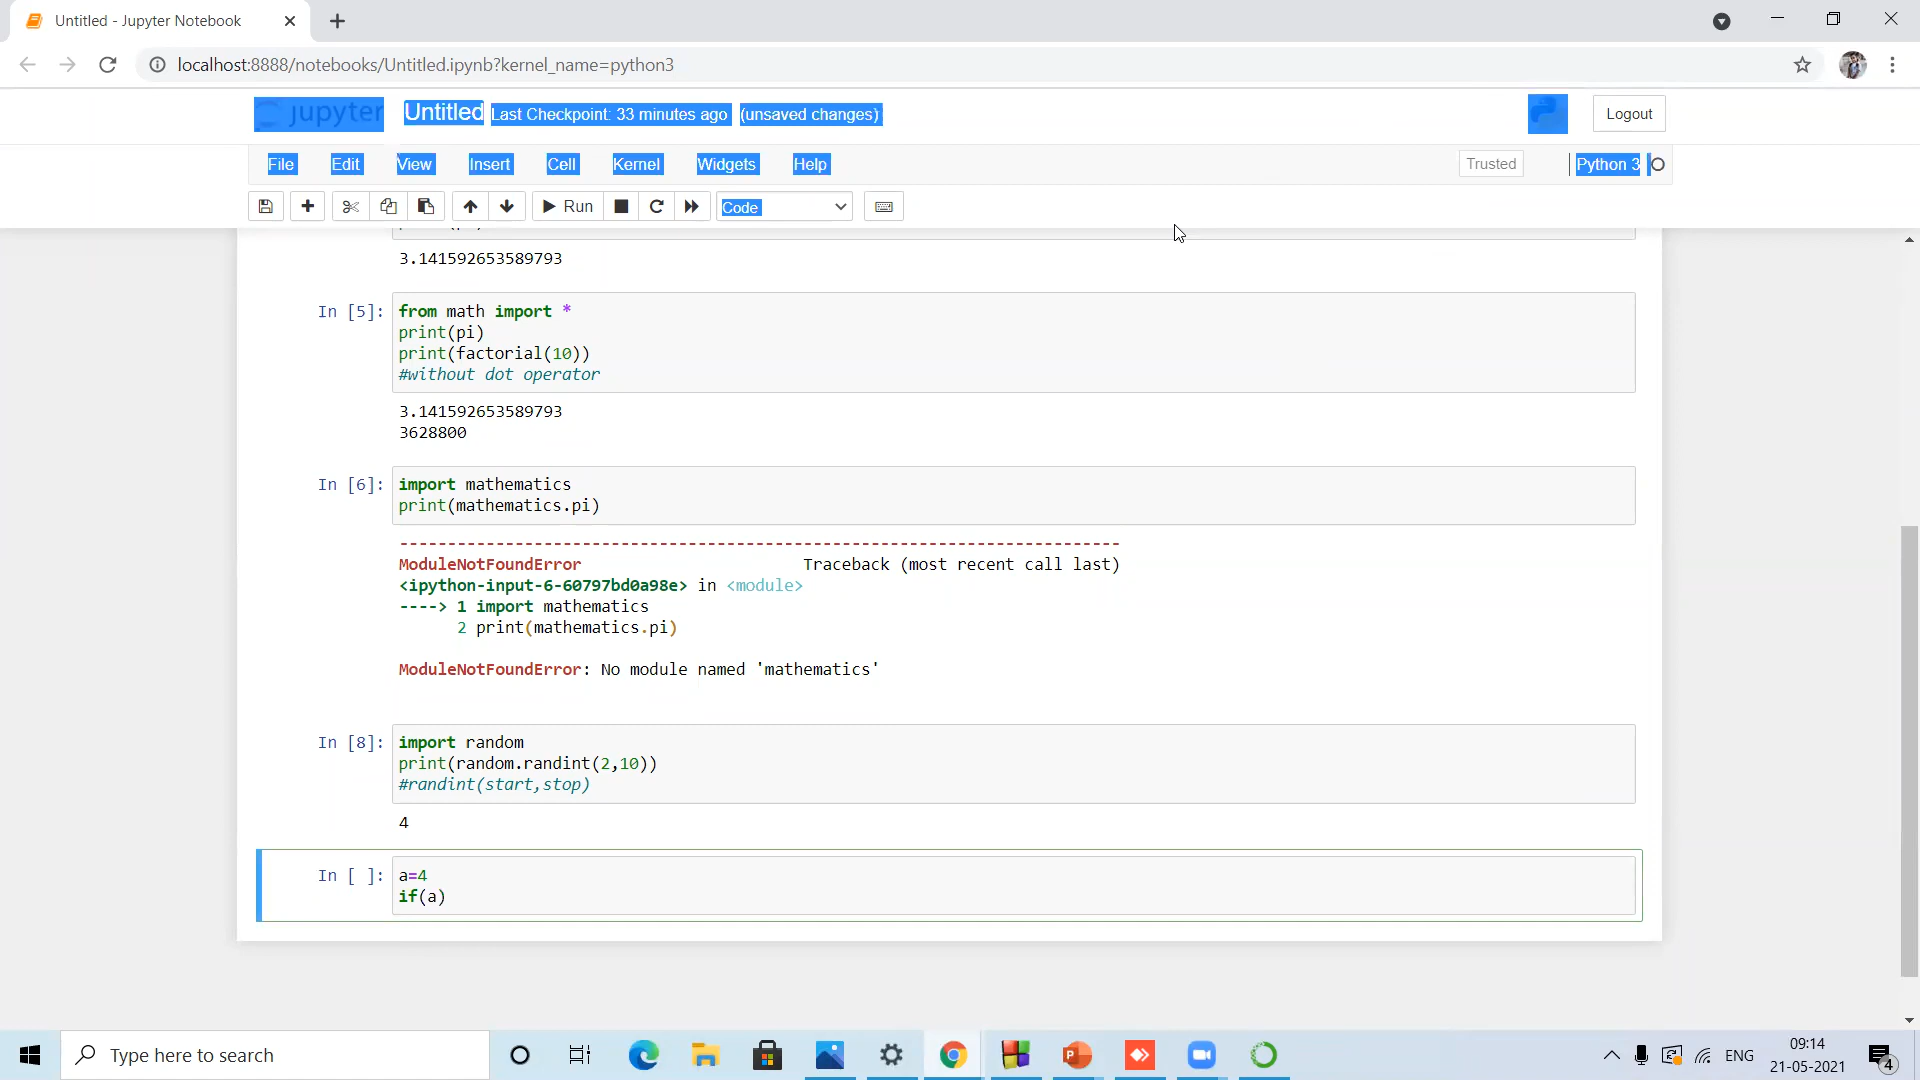 Untitled - Jupyter Notebook
localhost:8888/notebooks/Untitled.ipynb?kernel_name=python3
jupyter Untitled Last Checkpoint: 33 minutes ago (unsaved changes) Logout
File Edit View Insert Cell Kernel Widgets Help Trusted Python 3
Run Code
3.141592653589793
In [5]: from math import *
print(pi)
print(factorial(10))
#without dot operator
3.141592653589793
3628800
In [6]: import mathematics
print(mathematics.pi)
---------------------------------------------------------------------------
ModuleNotFoundError Traceback (most recent call last)
<ipython-input-6-60797bd0a98e> in <module>
----> 1 import mathematics
2 print(mathematics.pi)
ModuleNotFoundError: No module named 'mathematics'
In [8]: import random
print(random.randint(2,10))
#randint(start,stop)
4
In [ ]: a=4
if(a)
Type here to search
ENG
09:14
21-05-2021
4